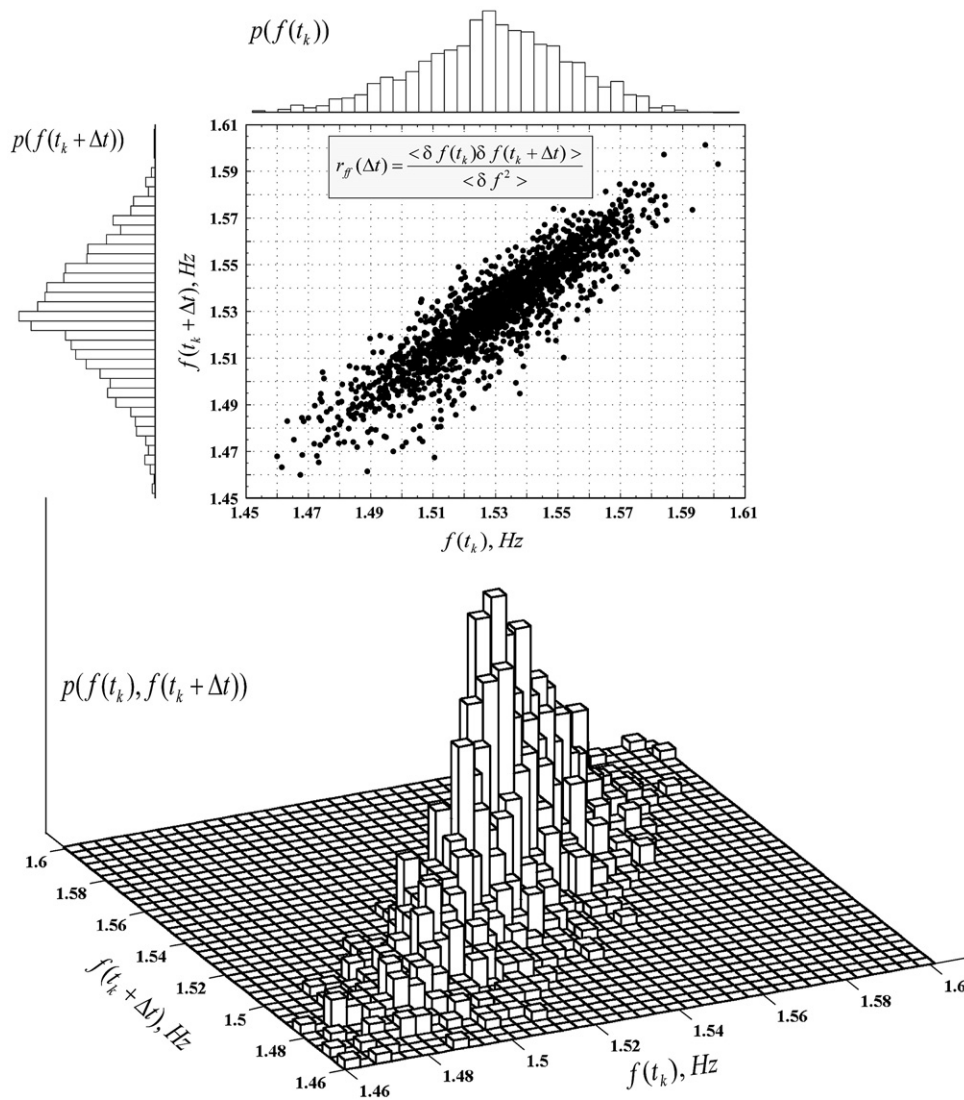 p(f(t_k))
p(f(t_k + Δt))
1.61
1.59
1.57
1.55
1.53
1.51
1.49
1.47
1.45
f(t_k + Δt), Hz
r_ff(Δt) = <δ f(t_k)δ f(t_k + Δt)> / <δ f²>
1.45 1.47 1.49 1.51 1.53 1.55 1.57 1.59 1.61
f(t_k), Hz
p(f(t_k), f(t_k + Δt))
1.6
1.58
1.56
1.54
1.52
1.5
1.48
1.46
f(t_k + Δt), Hz
1.46
1.48
1.5
1.52
1.54
1.56
1.58
1.6
f(t_k), Hz